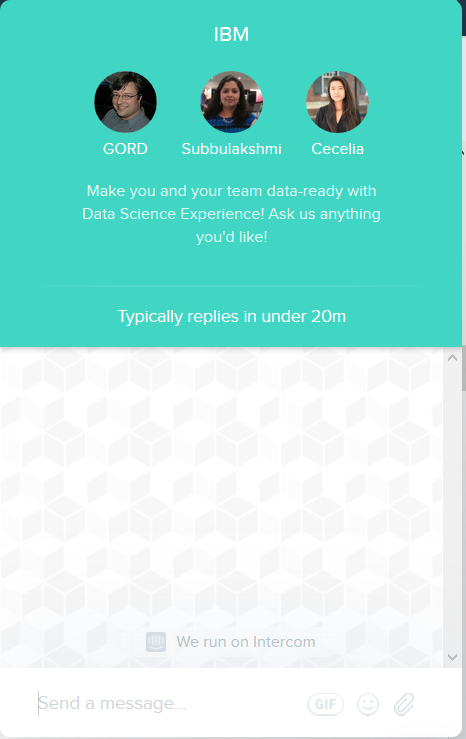 IBM
GORD Subbulakshmi Cecelia
Make you and your team data-ready with
Data Science Experience! Ask us anything
you'd like!
Typically replies in under 20m
We run on Intercom
Send a message...
GIF